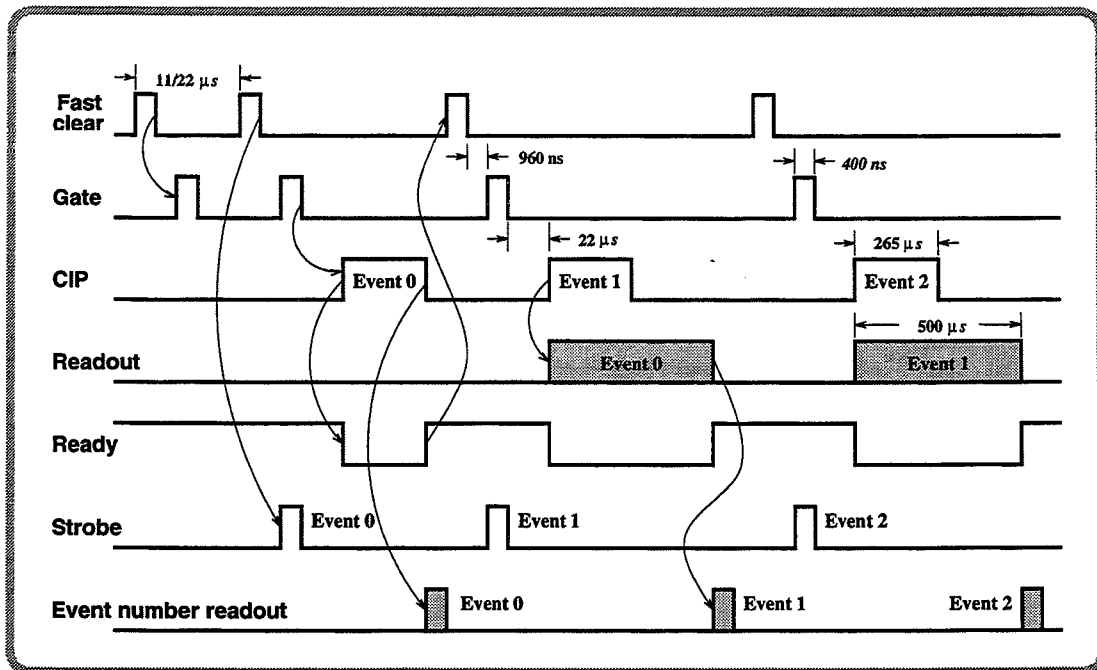 11/22 μs
Fast
clear
960 ns
400 ns
Gate
22 μs
265 μs
CIP
Event 0
Event 1
Event 2
500 μs
Readout
Event 0
Event 1
Ready
Strobe
Event 0
Event 1
Event 2
Event number readout
Event 0
Event 1
Event 2